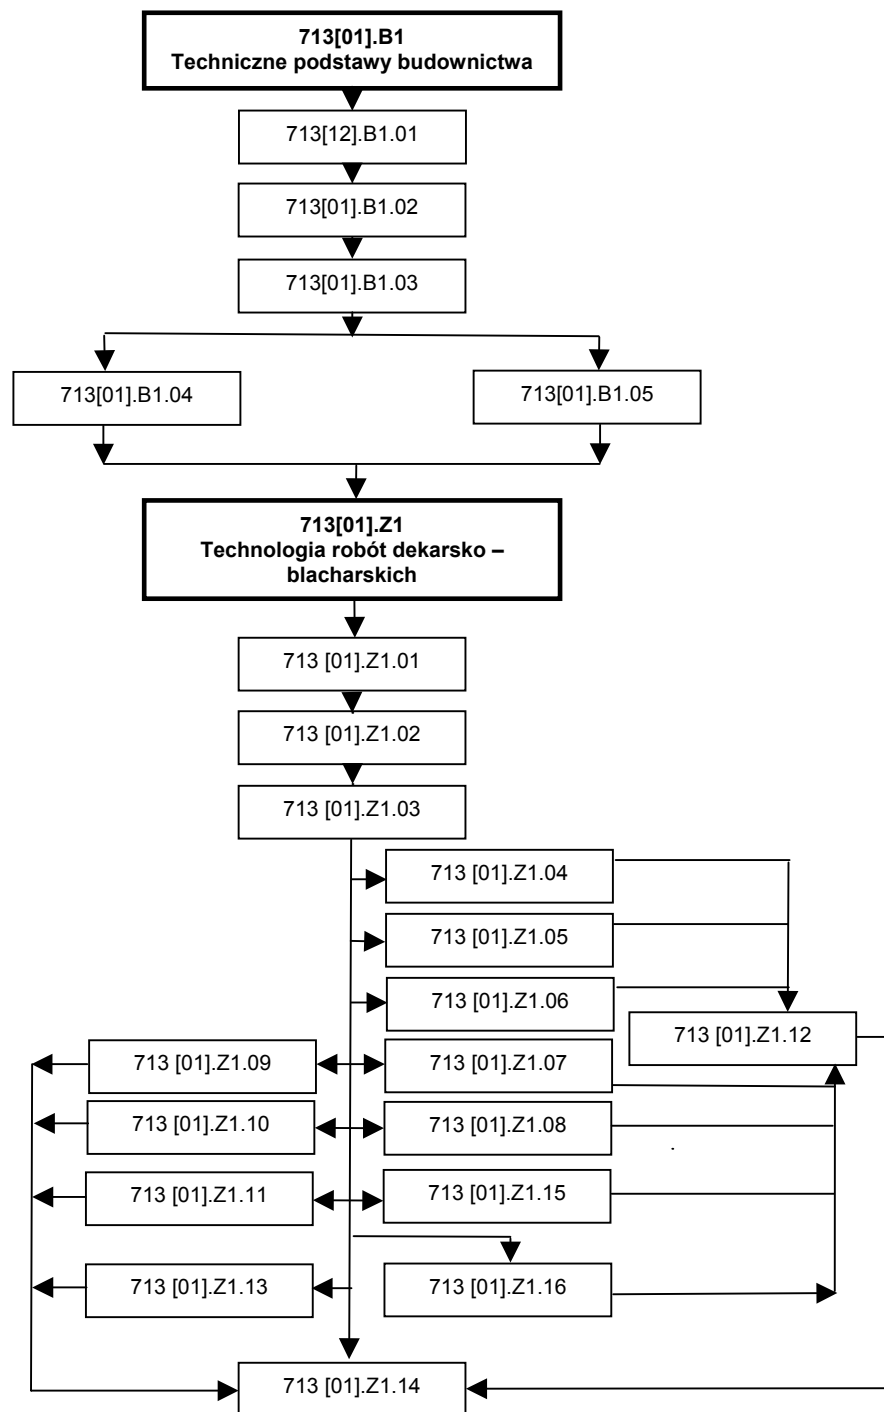 713[01].B1
Techniczne podstawy budownictwa
713[12].B1.01
713[01].B1.02
713[01].B1.03
713[01].B1.04
713[01].B1.05
713[01].Z1
Technologia robót dekarsko –
blacharskich
713 [01].Z1.01
713 [01].Z1.02
713 [01].Z1.03
713 [01].Z1.04
713 [01].Z1.05
713 [01].Z1.06
713 [01].Z1.12
713 [01].Z1.09
713 [01].Z1.07
713 [01].Z1.10
713 [01].Z1.08
713 [01].Z1.11
713 [01].Z1.15
713 [01].Z1.13
713 [01].Z1.16
713 [01].Z1.14